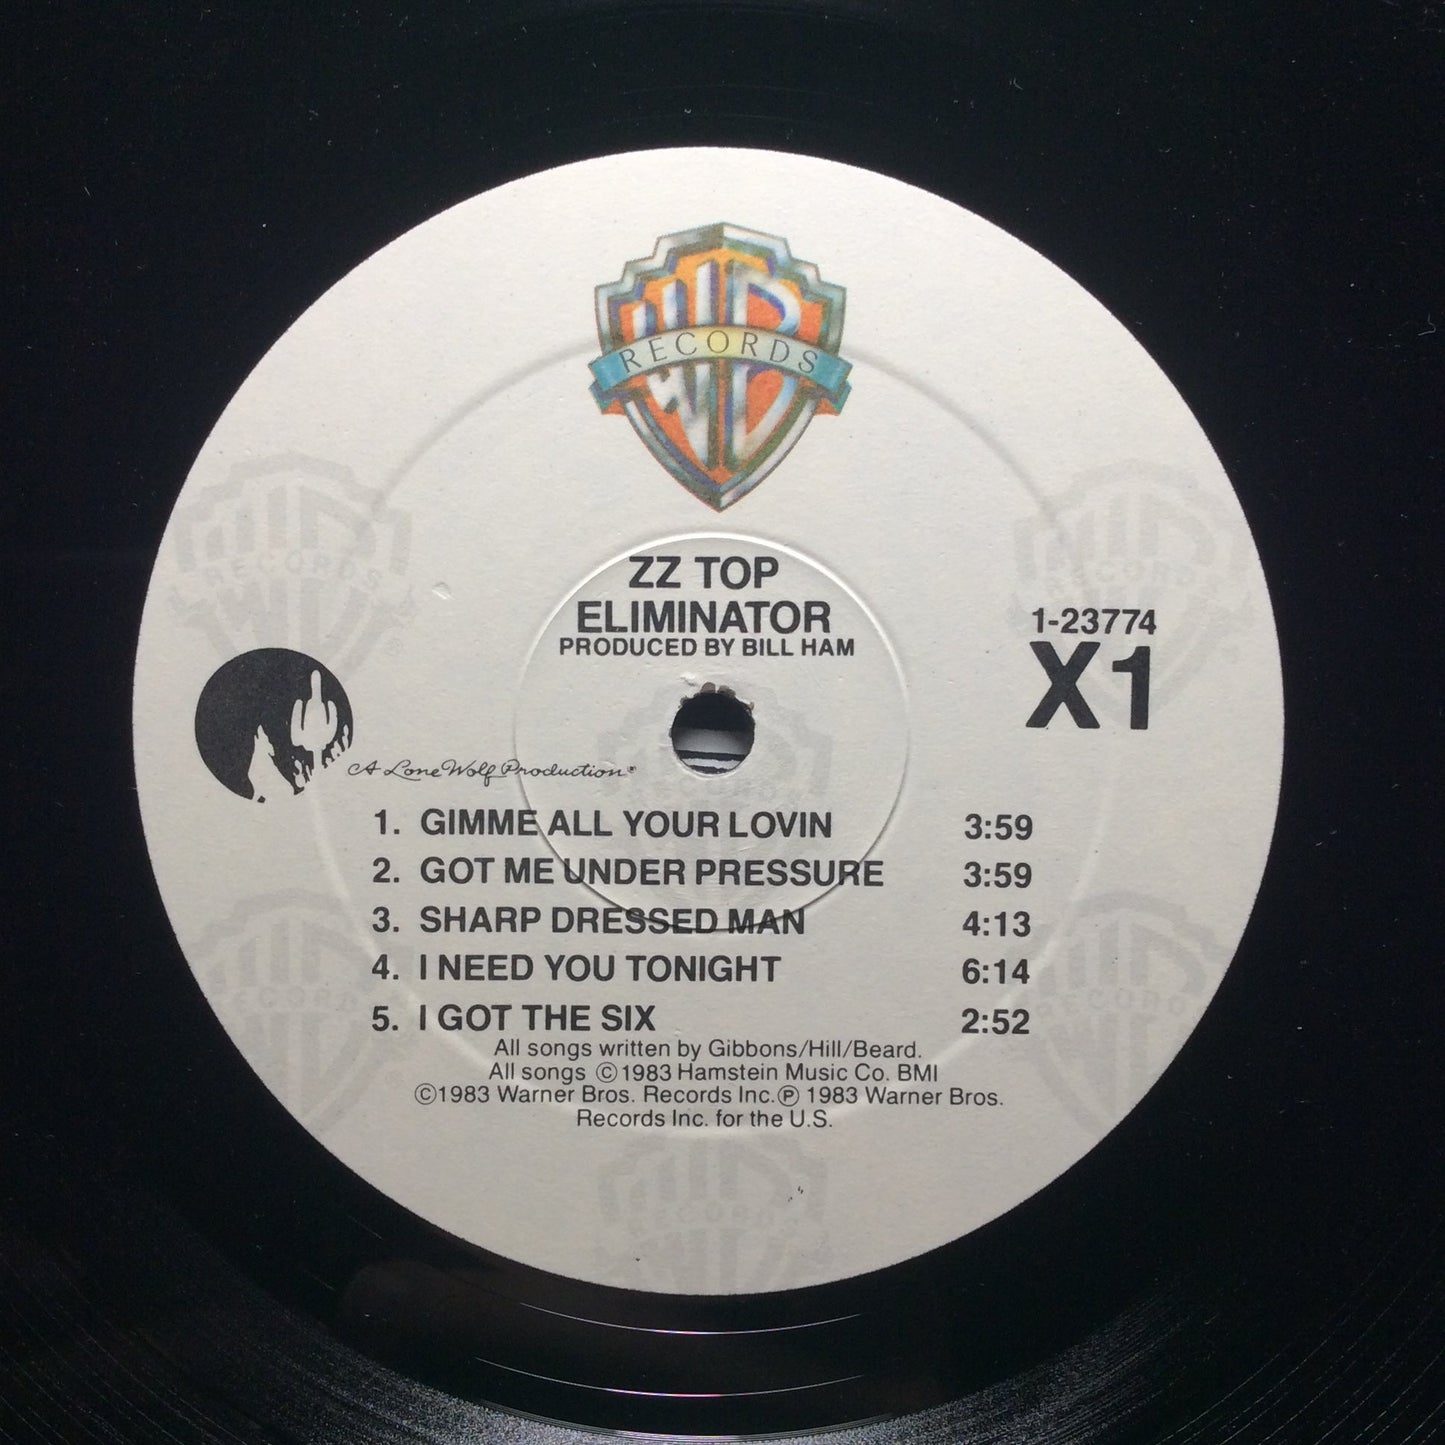 WB
RECORDS
ZZ TOP
ELIMINATOR
PRODUCED BY BILL HAM
1-23774
X1
A Lone Wolf Production®
1. GIMME ALL YOUR LOVIN 3:59
2. GOT ME UNDER PRESSURE 3:59
3. SHARP DRESSED MAN 4:13
4. I NEED YOU TONIGHT 6:14
5. I GOT THE SIX 2:52
All songs written by Gibbons/Hill/Beard.
All songs ©1983 Hamstein Music Co. BMI
©1983 Warner Bros. Records Inc.℗ 1983 Warner Bros.
Records Inc. for the U.S.